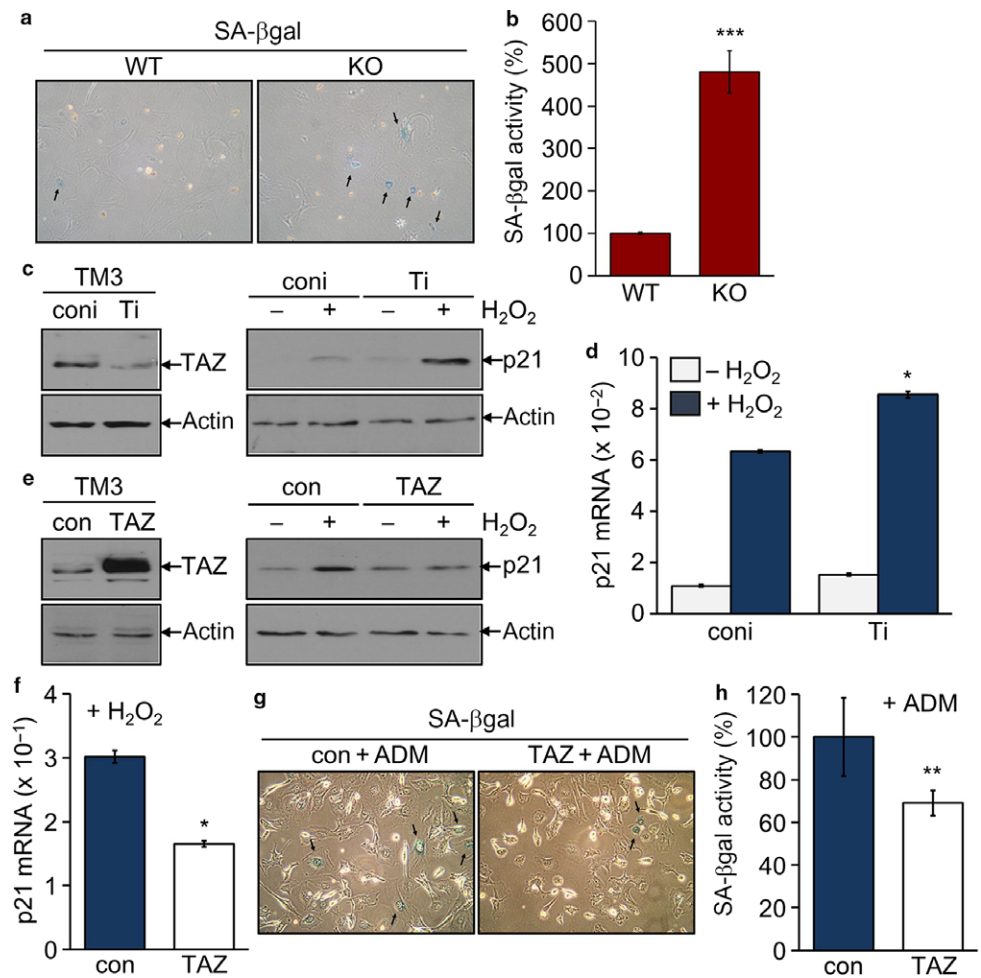 a
SA-βgal
WT KO
b
SA-βgal activity (%)
600
500
400
300
200
100
0
***
WT KO
c
TM3
coni Ti
TAZ
Actin
coni Ti
– + – + H₂O₂
p21
Actin
d
p21 mRNA (x 10⁻²)
10
8
6
4
2
0
– H₂O₂
+ H₂O₂
*
coni Ti
e
TM3
con TAZ
TAZ
Actin
con TAZ
– + – + H₂O₂
p21
Actin
f
p21 mRNA (x 10⁻¹)
4
3
2
1
0
+ H₂O₂
*
con TAZ
g
SA-βgal
con + ADM TAZ + ADM
h
SA-βgal activity (%)
120
100
80
60
40
20
0
+ ADM
**
con TAZ